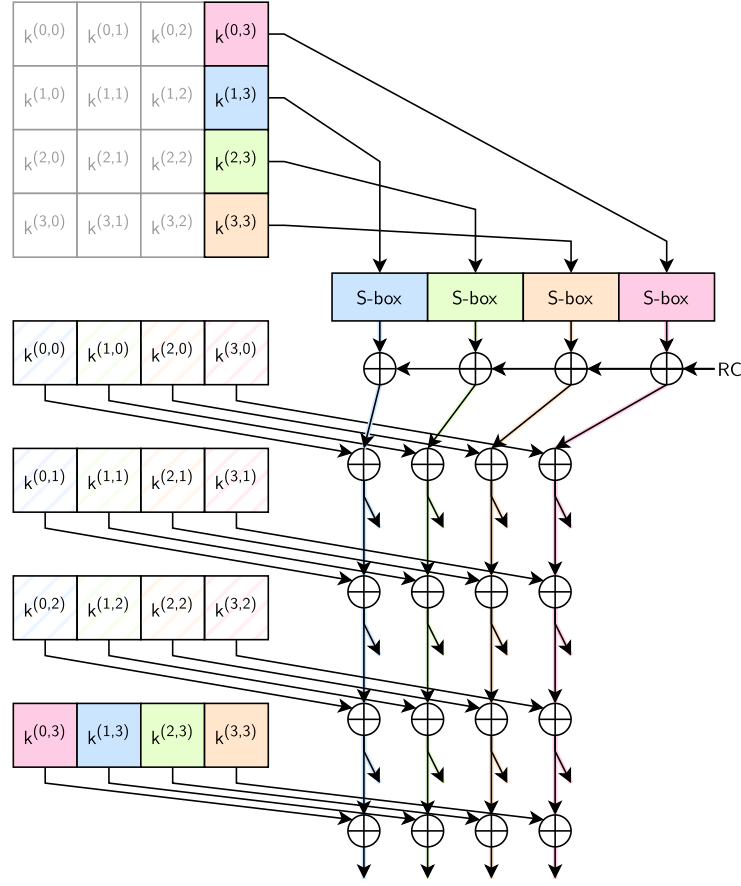 k(0,0) k(0,1) k(0,2) k(0,3)
k(1,0) k(1,1) k(1,2) k(1,3)
k(2,0) k(2,1) k(2,2) k(2,3)
k(3,0) k(3,1) k(3,2) k(3,3)
S-box S-box S-box S-box
k(0,0) k(1,0) k(2,0) k(3,0)
RC
k(0,1) k(1,1) k(2,1) k(3,1)
k(0,2) k(1,2) k(2,2) k(3,2)
k(0,3) k(1,3) k(2,3) k(3,3)